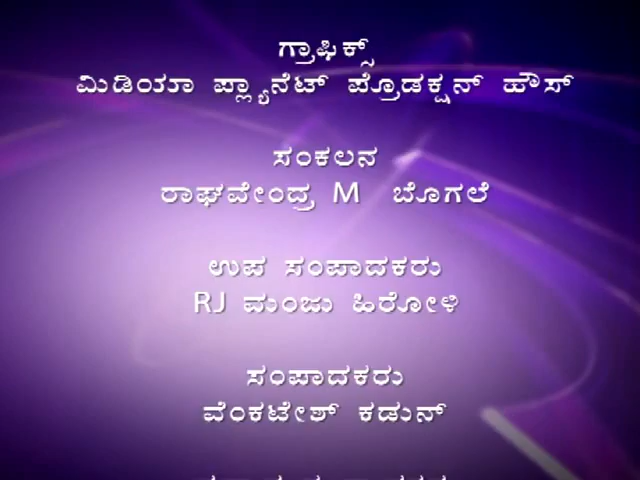 ಗ್ರಾಫಿಕ್ಸ್
ಮಿಡಿಯಾ ಪ್ಲ್ಯಾನೆಟ್ ಪ್ರೊಡಕ್ಷನ್ ಹೌಸ್
ಸಂಕಲನ
ರಾಘವೇಂದ್ರ M ಬೊಗಲೆ
ಉಪ ಸಂಪಾದಕರು
RJ ಮಂಜು ಹಿರೋಳಿ
ಸಂಪಾದಕರು
ವೆಂಕಟೇಶ್ ಕಡುನ್